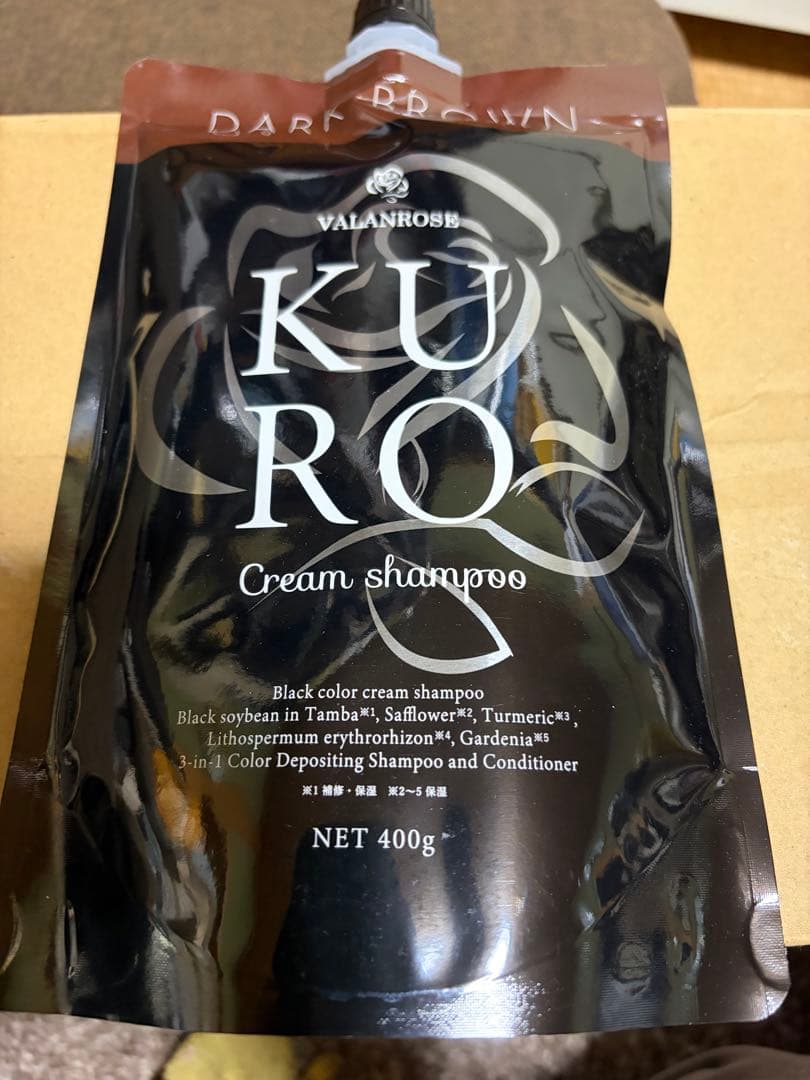 DARK BROWN
VALANROSE
KU
RO
Cream shampoo
Black color cream shampoo
Black soybean in Tamba※1, Safflower※2, Turmeric※3,
Lithospermum erythrorhizon※4, Gardenia※5
3-in-1 Color Depositing Shampoo and Conditioner
※1 補修・保湿 ※2〜5 保湿
NET 400g